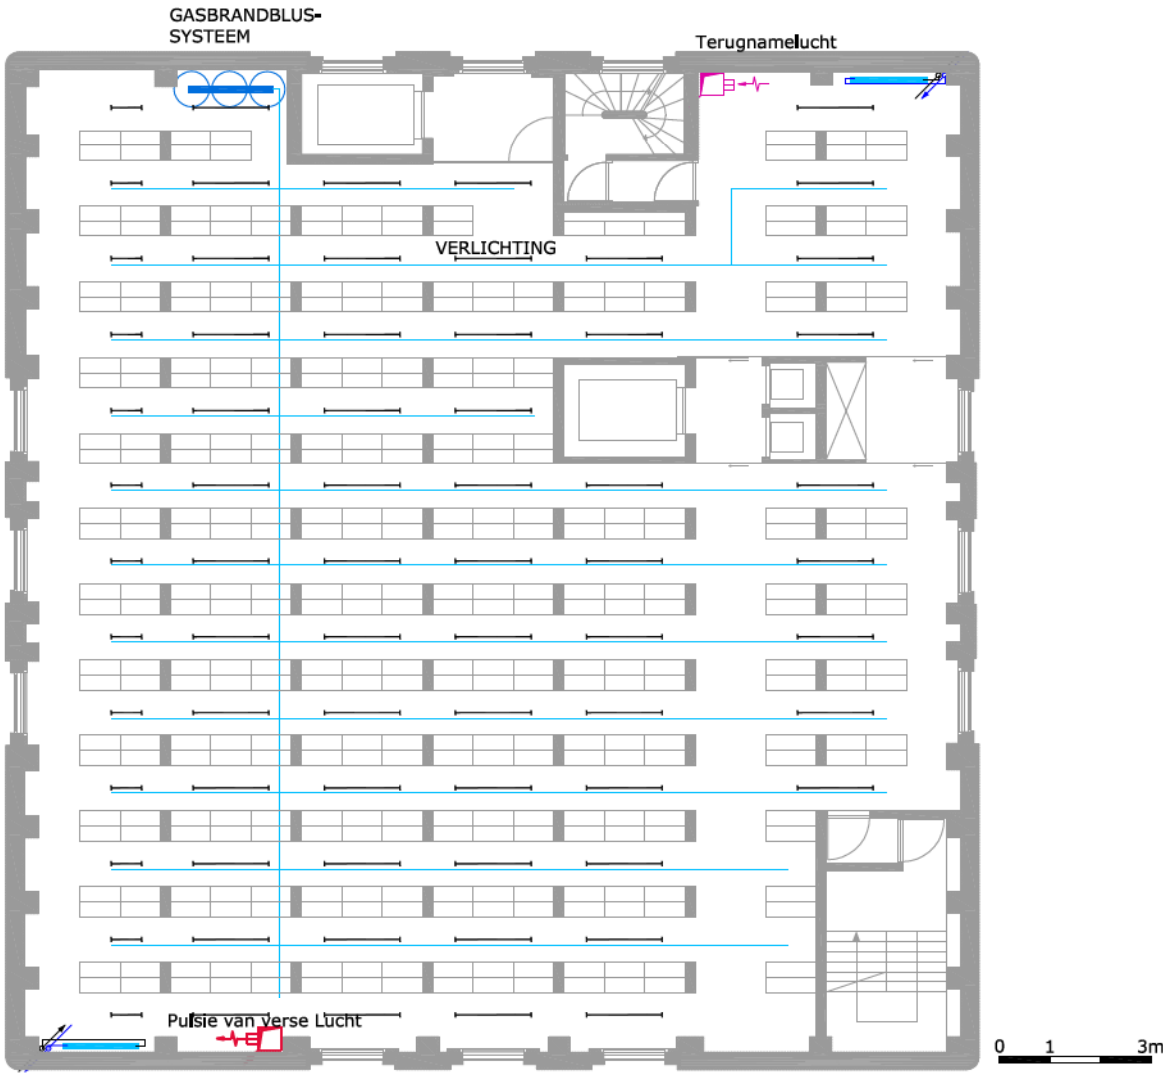 GASBRANDBLUS-
SYSTEEM
Terugnamelucht
VERLICHTING
Pulsie van verse Lucht
0 1 3m